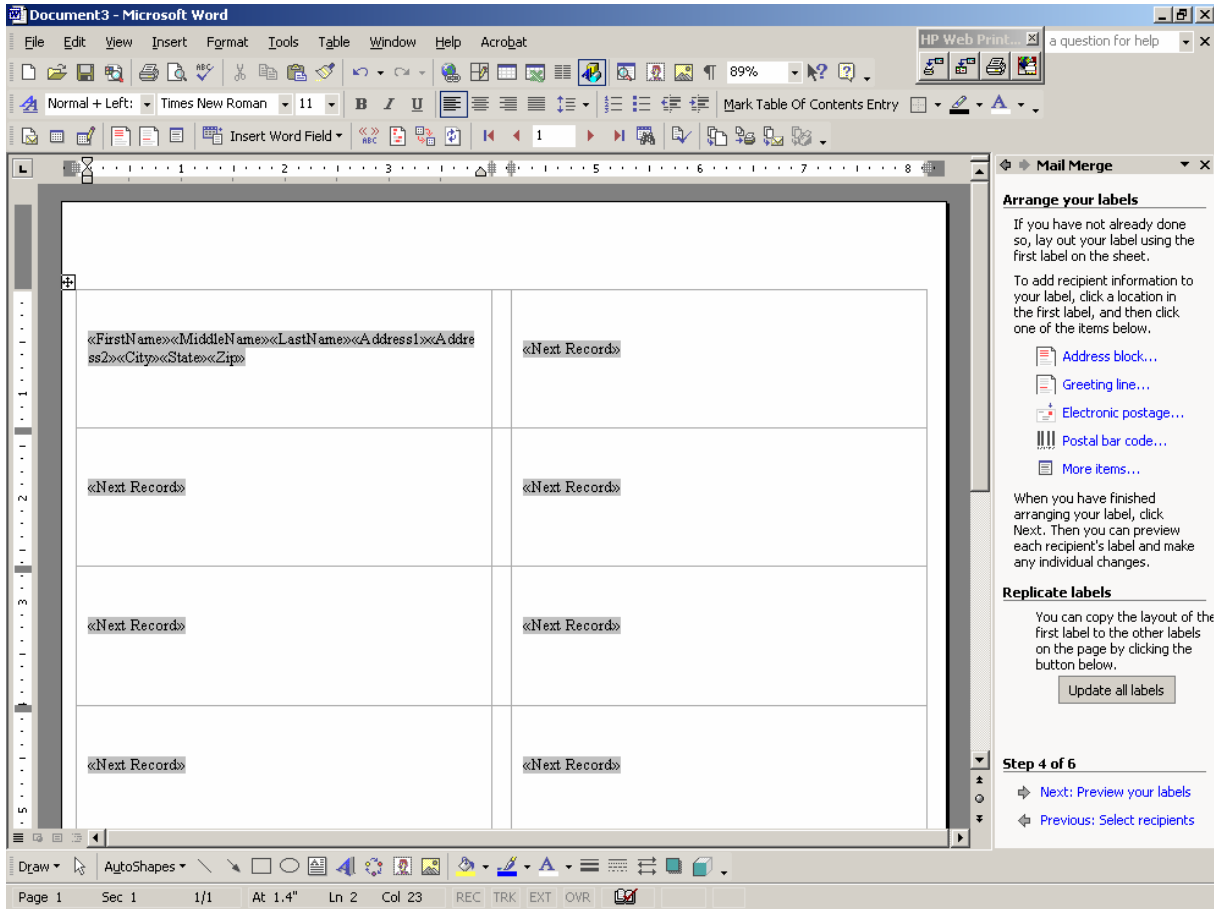 Document3 - Microsoft Word
File Edit View Insert Format Tools Table Window Help Acrobat
HP Web Print...
a question for help
89%
Normal + Left: Times New Roman 11 B I U Mark Table Of Contents Entry A
Insert Word Field 1
1 2 3 5 6 7 8
Mail Merge
Arrange your labels
If you have not already done
so, lay out your label using the
first label on the sheet.
To add recipient information to
your label, click a location in
the first label, and then click
one of the items below.
Address block...
Greeting line...
Electronic postage...
Postal bar code...
More items...
When you have finished
arranging your label, click
Next. Then you can preview
each recipient's label and make
any individual changes.
Replicate labels
You can copy the layout of the
first label to the other labels
on the page by clicking the
button below.
Update all labels
Step 4 of 6
Next: Preview your labels
Previous: Select recipients
«FirstName»«MiddleName»«LastName»«Address1»«Addre
ss2»«City»«State»«Zip»
«Next Record»
«Next Record»
«Next Record»
«Next Record»
«Next Record»
«Next Record»
«Next Record»
Draw AutoShapes
Page 1 Sec 1 1/1 At 1.4" Ln 2 Col 23 REC TRK EXT OVR